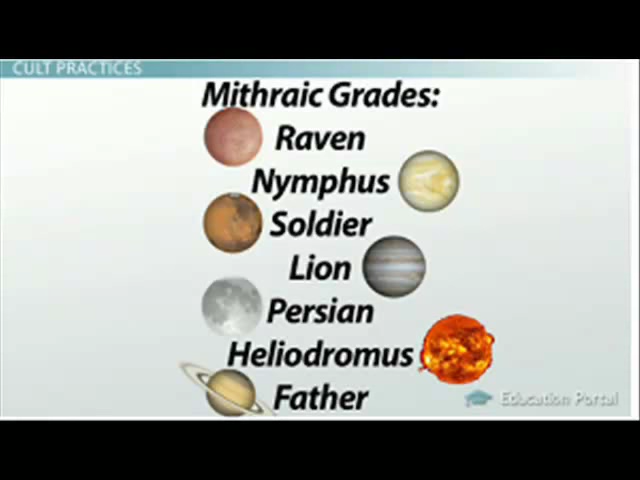 CULT PRACTICES
Mithraic Grades:
Raven
Nymphus
Soldier
Lion
Persian
Heliodromus
Father
Education Portal